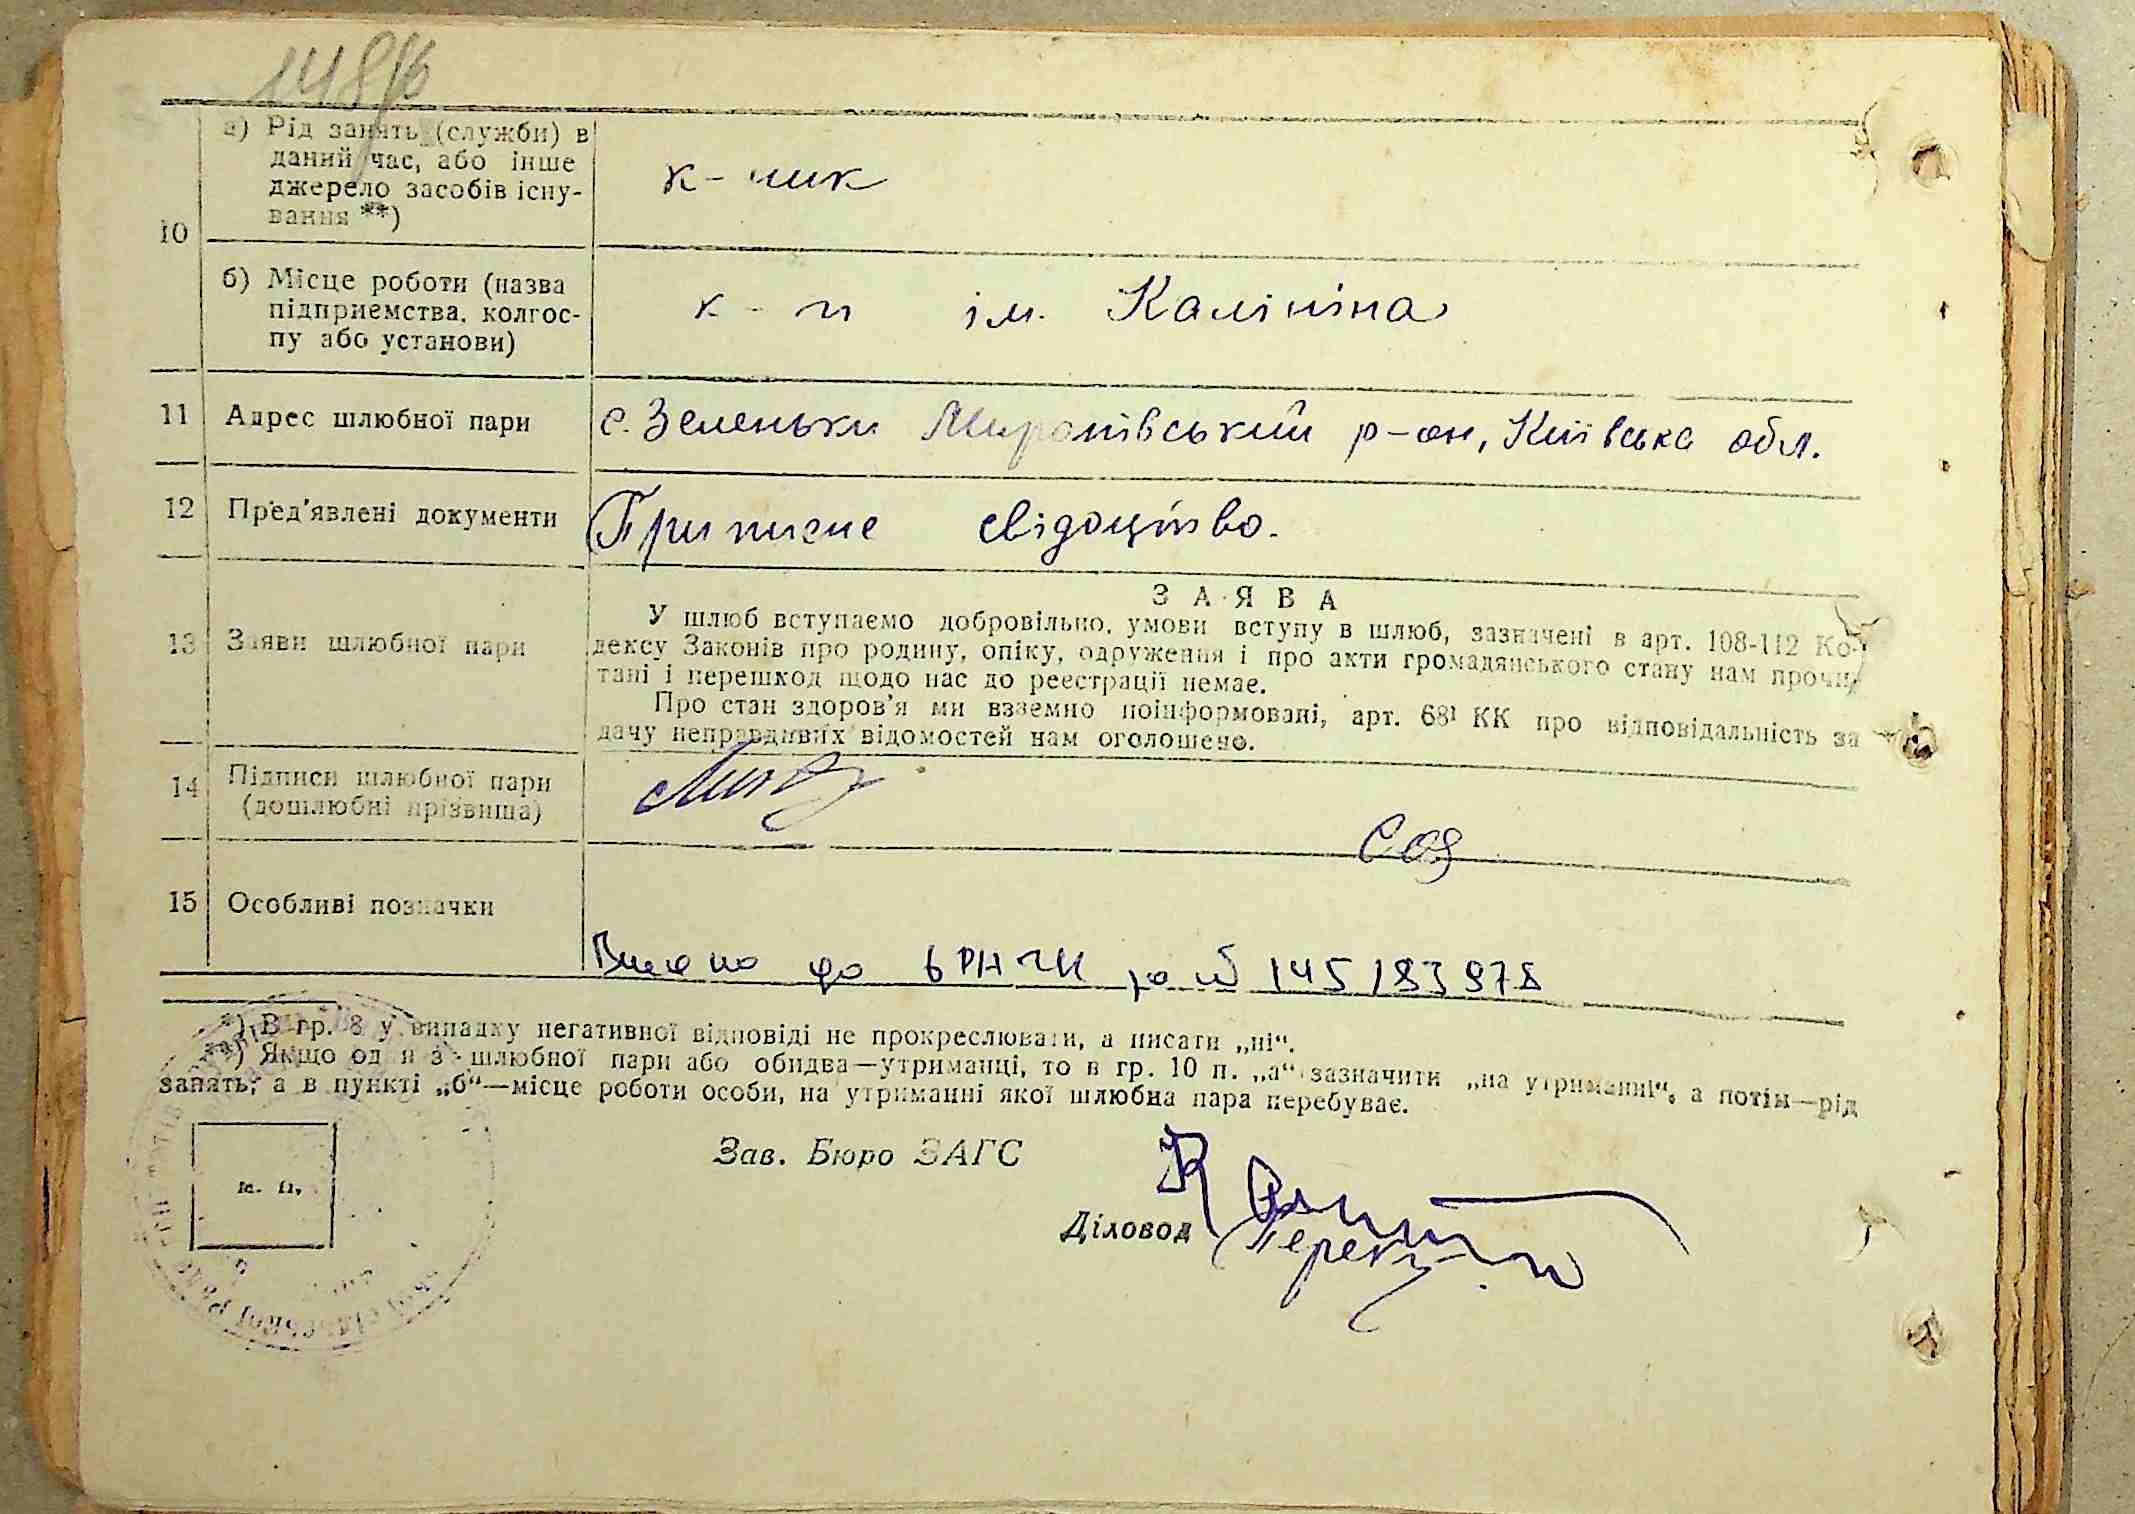 148
10
а) Рід занять (служби) в
даний час, або інше
джерело засобів існу-
вання **)
к-ник
б) Місце роботи (назва
підприємства, колгос-
пу або установи)
к-п ім. Калініна
11 Адрес шлюбної пари с. Зеленьки Миронівський р-он, Київська обл.
12 Пред'явлені документи Приписне свідоцтво.
13 Заяви шлюбної пари
ЗАЯВА
У шлюб вступаємо добровільно, умови вступу в шлюб, зазначені в арт. 108-112 Ко-
дексу Законів про родину, опіку, одруження і про акти громадянського стану нам прочи-
тані і перешкод щодо нас до реєстрації немає.
Про стан здоров'я ми взаємно поінформовані, арт. 68¹ КК про відповідальність за
дачу неправдивих відомостей нам оголошено.
14 Підписи шлюбної пари
(дошлюбні прізвища)
15 Особливі позначки
Внесено до за № 145183978
*) В гр. 8 у випадку негативної відповіді не прокреслювати, а писати „ні“.
) Якщо од н з шлюбної пари або обидва—утриманці, то в гр. 10 п. „а“ зазначити „на утриманні“, а потім—рід
занять, а в пункті „б“—місце роботи особи, на утриманні якої шлюбна пара перебуває.
Зав. Бюро ЗАГС
м. п.
Діловод